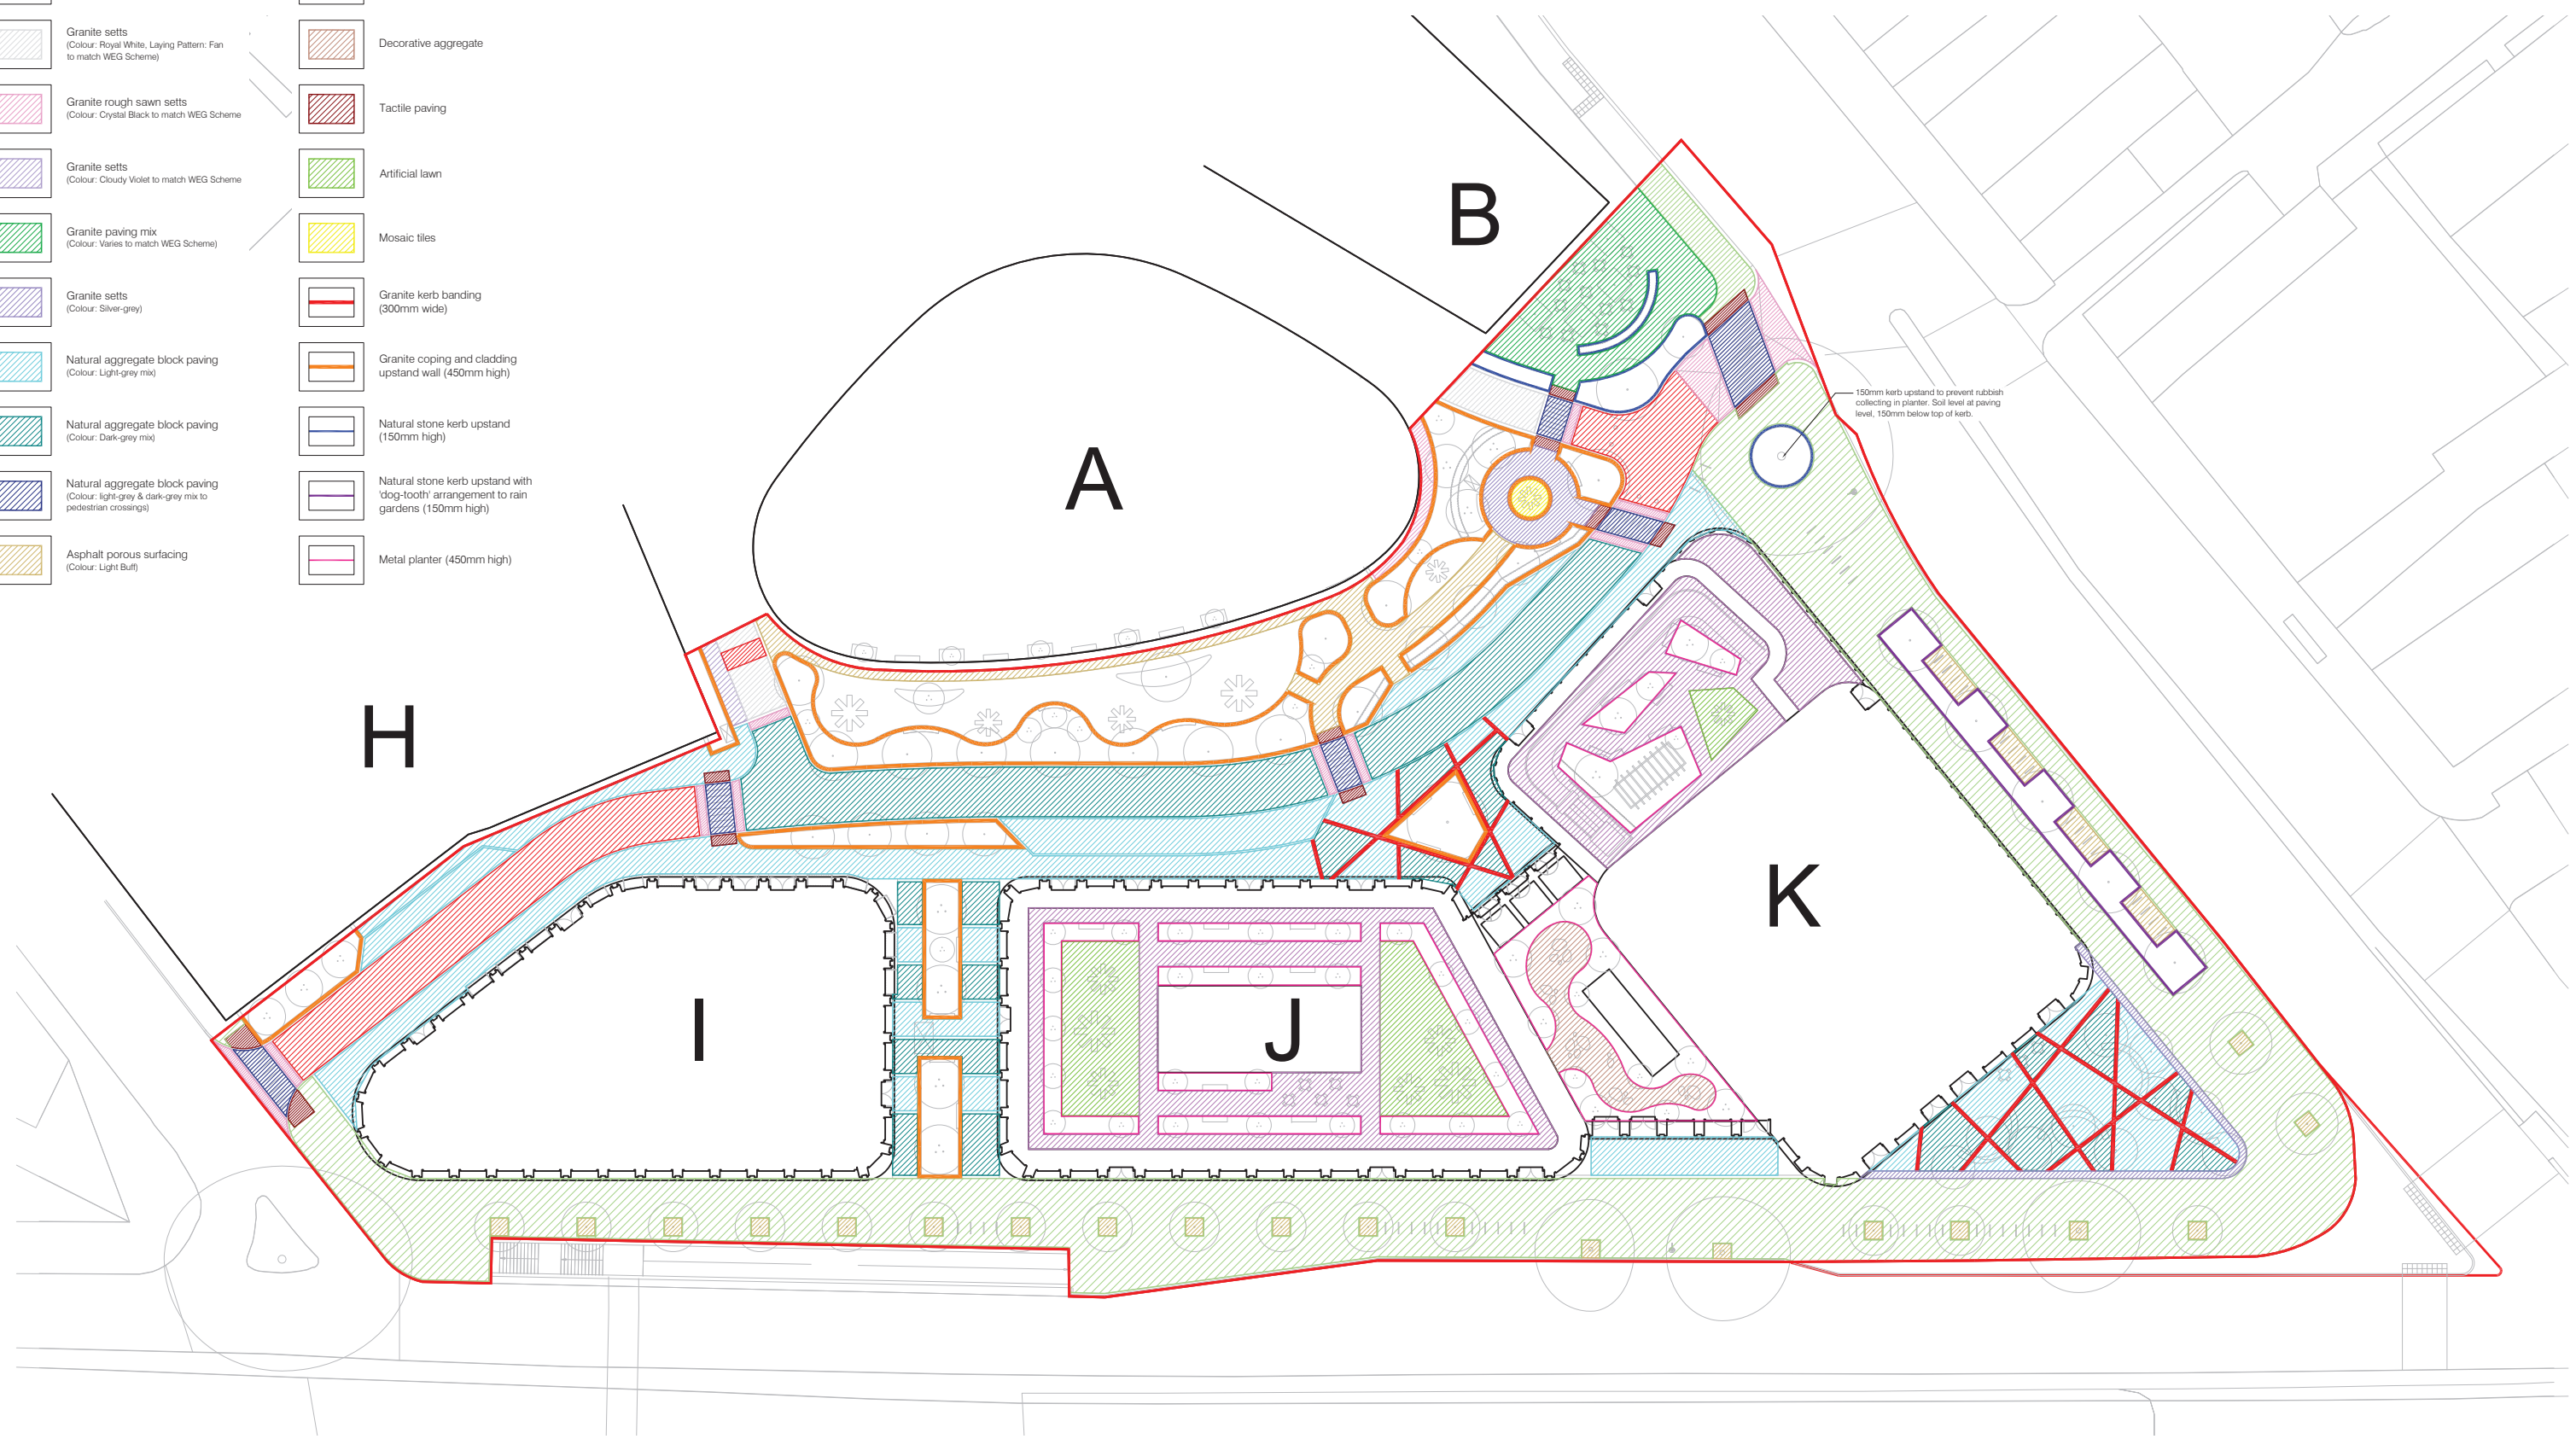 Granite setts
(Colour: Royal White, Laying Pattern: Fan
to match WEG Scheme)
Granite rough sawn setts
(Colour: Crystal Black to match WEG Scheme
Granite setts
(Colour: Cloudy Violet to match WEG Scheme
Granite paving mix
(Colour: Varies to match WEG Scheme)
Granite setts
(Colour: Silver-grey)
Natural aggregate block paving
(Colour: Light-grey mix)
Natural aggregate block paving
(Colour: Dark-grey mix)
Natural aggregate block paving
(Colour: light-grey & dark-grey mix to
pedestrian crossings)
Asphalt porous surfacing
(Colour: Light Buff)
Decorative aggregate
Tactile paving
Artificial lawn
Mosaic tiles
Granite kerb banding
(300mm wide)
Granite coping and cladding
upstand wall (450mm high)
Natural stone kerb upstand
(150mm high)
Natural stone kerb upstand with
'dog-tooth' arrangement to rain
gardens (150mm high)
Metal planter (450mm high)
B
150mm kerb upstand to prevent rubbish
collecting in planter. Soil level at paving
level, 150mm below top of kerb.
A
H
K
I
J